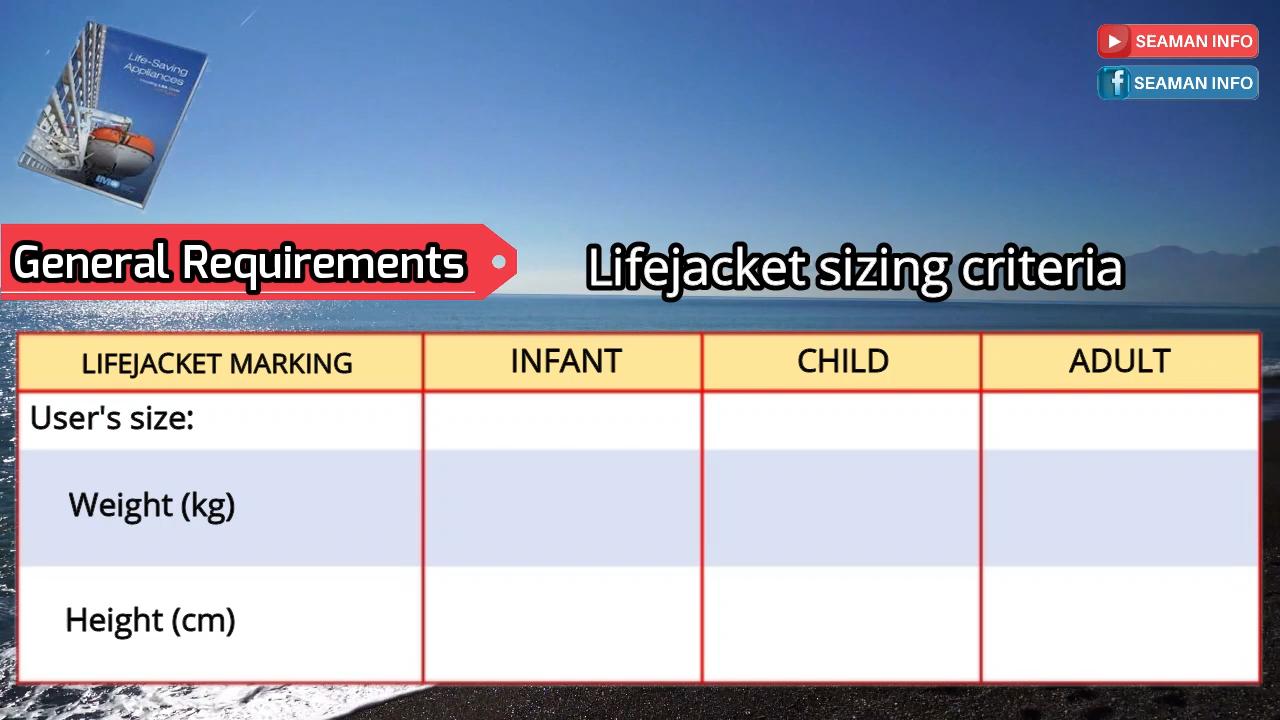 Life-Saving
Appliances
SEAMAN INFO
SEAMAN INFO
General Requirements
Lifejacket sizing criteria
LIFEJACKET MARKING INFANT CHILD ADULT
User's size:
Weight (kg)
Height (cm)